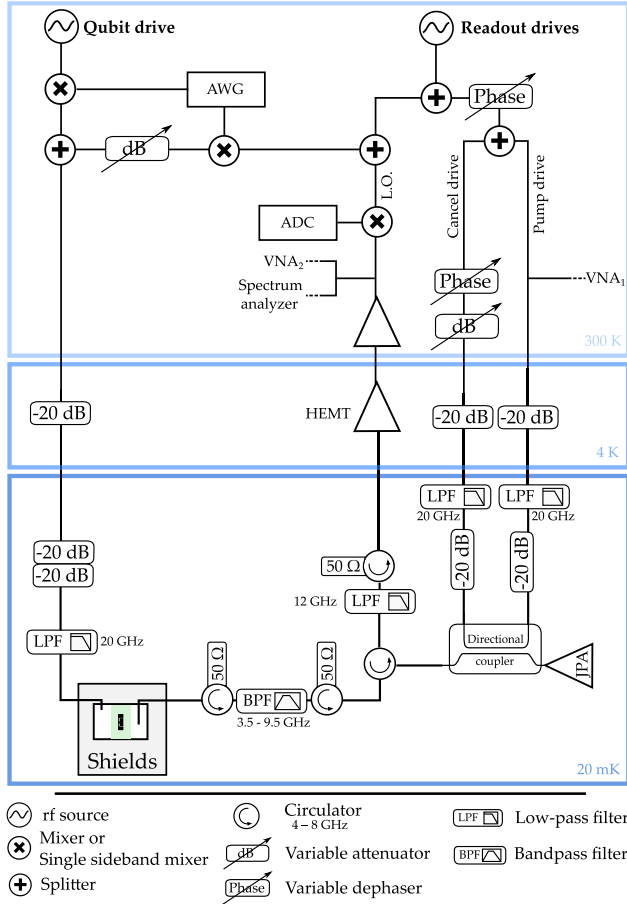 Qubit drive
Readout drives
AWG
Phase
dB
L.O.
Cancel drive
Pump drive
ADC
VNA2
Spectrum
analyzer
Phase
VNA1
dB
300 K
-20 dB
HEMT
-20 dB
-20 dB
4 K
LPF
20 GHz
LPF
20 GHz
-20 dB
-20 dB
-20 dB
-20 dB
50 Ω
12 GHz
LPF
LPF
20 GHz
Directional
coupler
JPA
50 Ω
50 Ω
BPF
3.5 - 9.5 GHz
Shields
20 mK
rf source
Circulator
4 – 8 GHz
LPF
Low-pass filter
Mixer or
Single sideband mixer
dB
Variable attenuator
BPF
Bandpass filter
Splitter
Phase
Variable dephaser